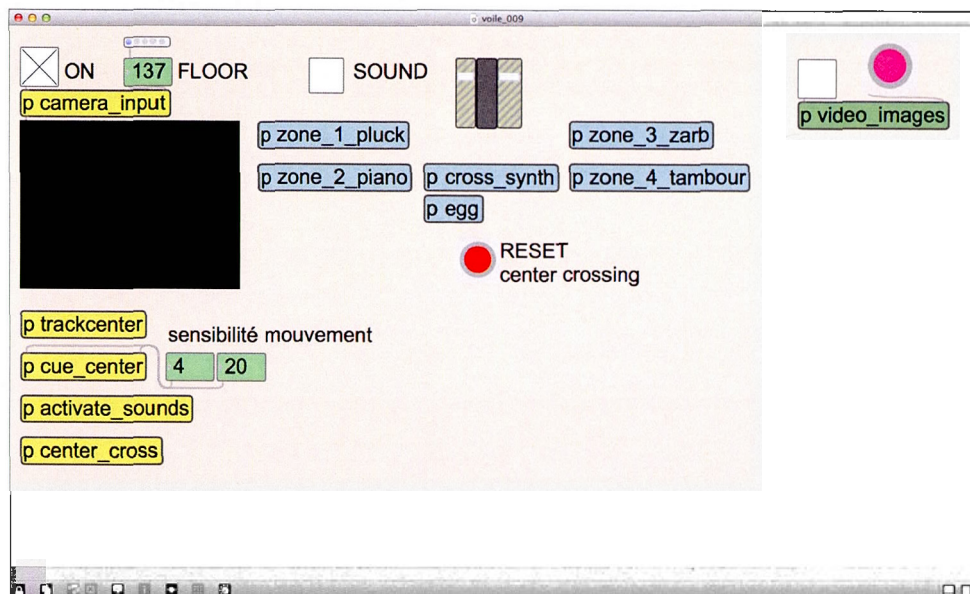 voile_009
ON
137 FLOOR
SOUND
p camera_input
p video_images
p zone_1_pluck
p zone_3_zarb
p zone_2_piano
p cross_synth
p zone_4_tambour
p egg
RESET
center crossing
p trackcenter
sensibilité mouvement
p cue_center
4
20
p activate_sounds
p center_cross